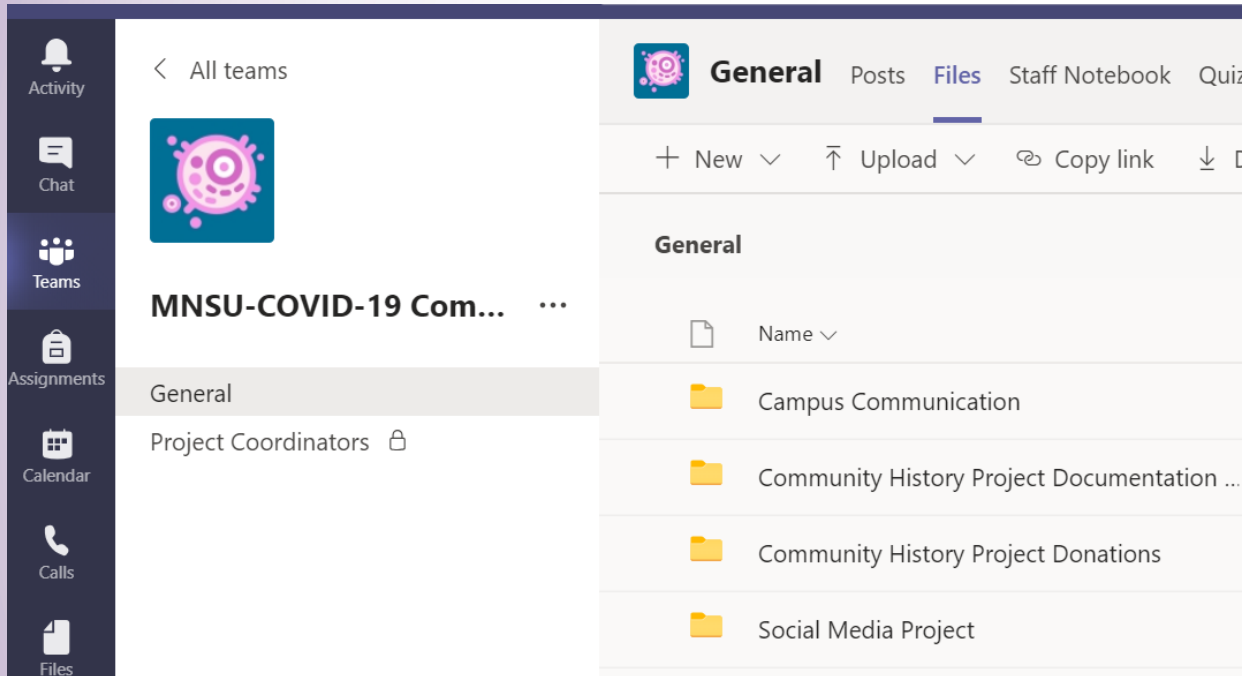 Activity
Chat
Teams
Assignments
Calendar
Calls
Files
All teams
MNSU-COVID-19 Com...
General
Project Coordinators
General Posts Files Staff Notebook
New Upload Copy link
General
Name
Campus Communication
Community History Project Documentation ...
Community History Project Donations
Social Media Project